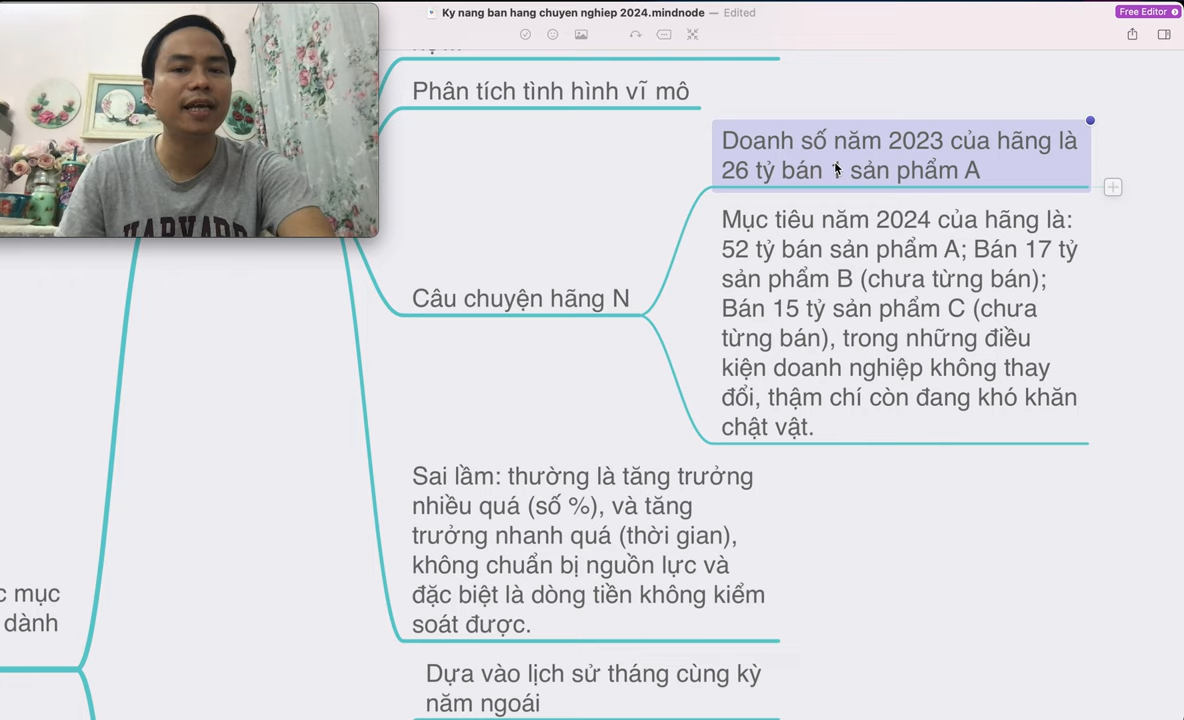 Ky nang ban hang chuyen nghiep 2024.mindnode — Edited
Free Editor
Phân tích tình hình vĩ mô
Doanh số năm 2023 của hãng là
26 tỷ bán sản phẩm A
Mục tiêu năm 2024 của hãng là:
52 tỷ bán sản phẩm A; Bán 17 tỷ
sản phẩm B (chưa từng bán);
Bán 15 tỷ sản phẩm C (chưa
từng bán), trong những điều
kiện doanh nghiệp không thay
đổi, thậm chí còn đang khó khăn
chật vật.
Câu chuyện hãng N
Sai lầm: thường là tăng trưởng
nhiều quá (số %), và tăng
trưởng nhanh quá (thời gian),
không chuẩn bị nguồn lực và
đặc biệt là dòng tiền không kiểm
soát được.
mục
dành
Dựa vào lịch sử tháng cùng kỳ
năm ngoái
HARVARD